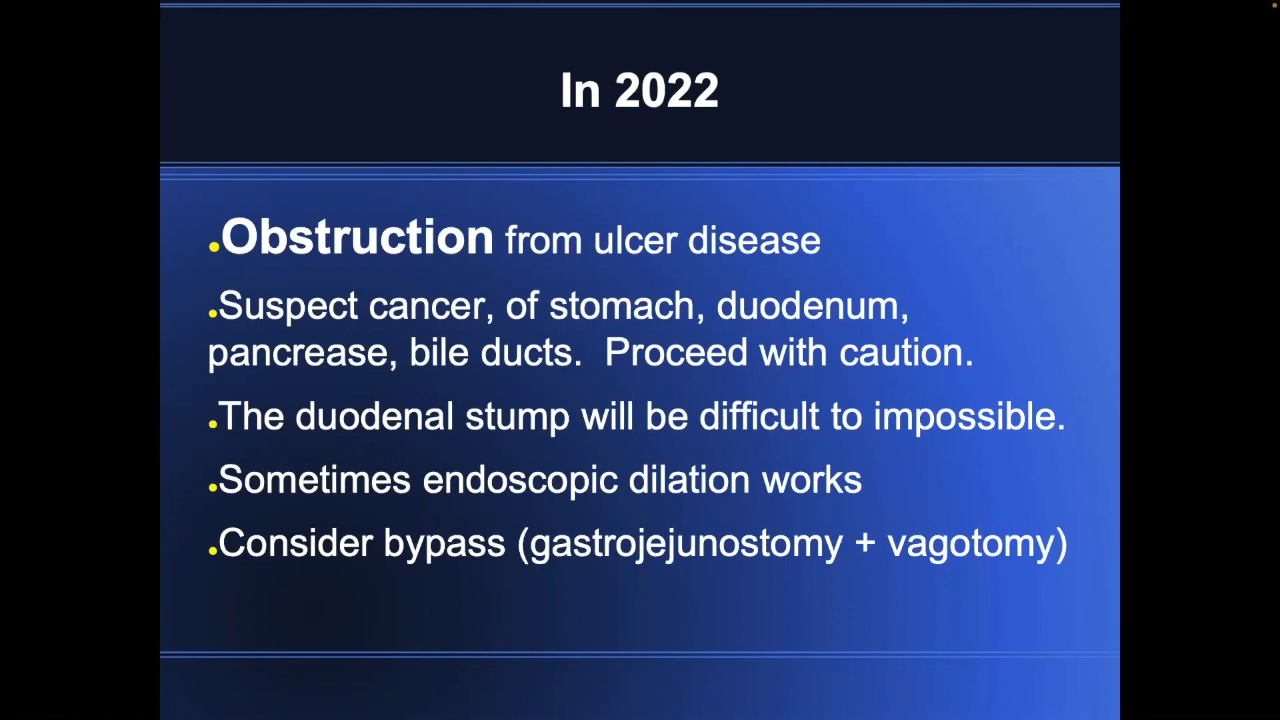 In 2022
.Obstruction from ulcer disease
.Suspect cancer, of stomach, duodenum,
pancrease, bile ducts.  Proceed with caution.
.The duodenal stump will be difficult to impossible.
.Sometimes endoscopic dilation works
.Consider bypass (gastrojejunostomy + vagotomy)